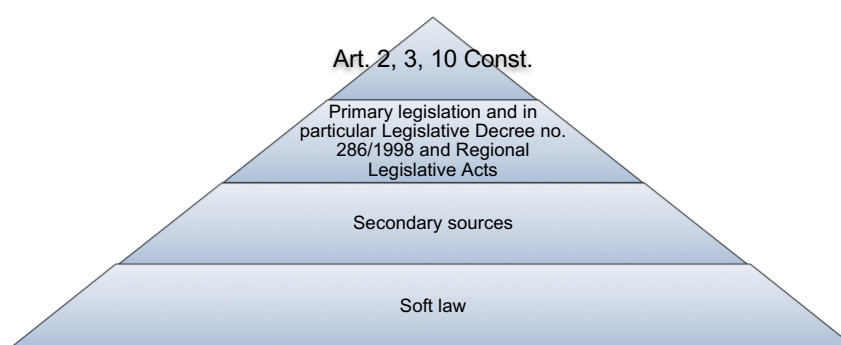 Art. 2, 3, 10 Const.
Primary legislation and in
particular Legislative Decree no.
286/1998 and Regional
Legislative Acts
Secondary sources
Soft law